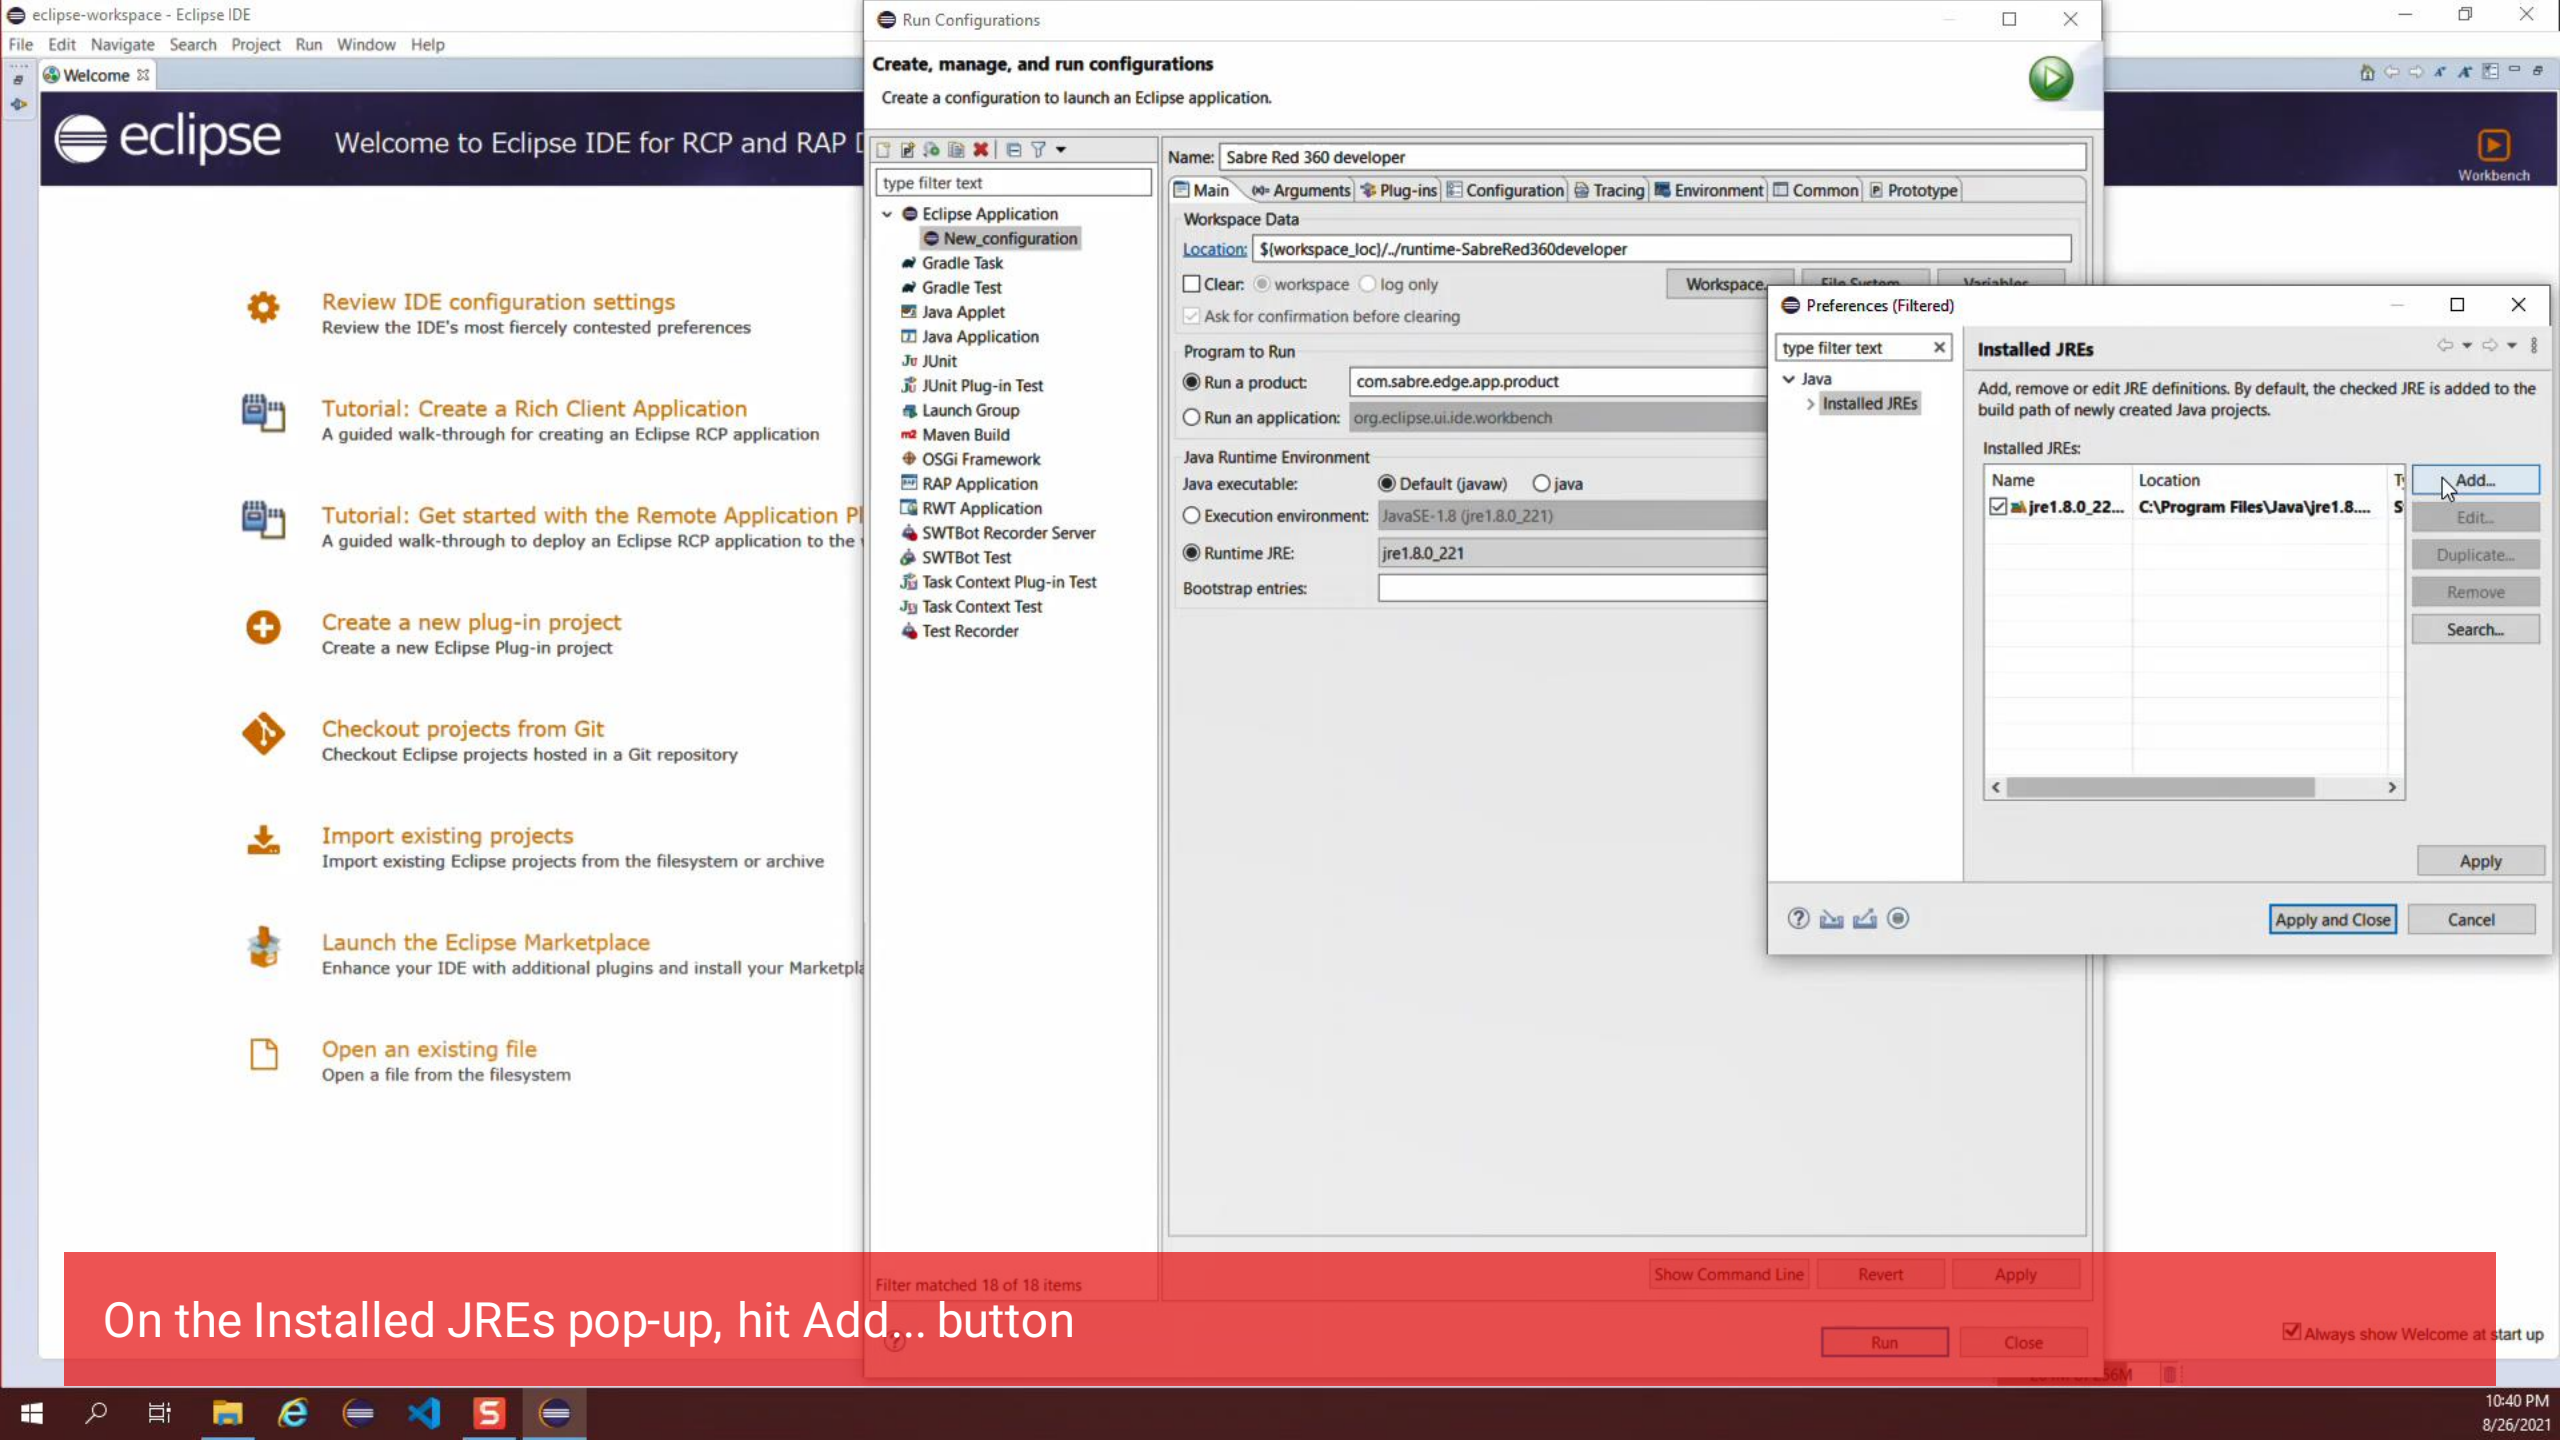 eclipse-workspace - Eclipse IDE
File Edit Navigate Search Project Run Window Help
Welcome
eclipse Welcome to Eclipse IDE for RCP and RAP
Workbench
Review IDE configuration settings
Review the IDE's most fiercely contested preferences
Tutorial: Create a Rich Client Application
A guided walk-through for creating an Eclipse RCP application
Tutorial: Get started with the Remote Application Pl
A guided walk-through to deploy an Eclipse RCP application to the
Create a new plug-in project
Create a new Eclipse Plug-in project
Checkout projects from Git
Checkout Eclipse projects hosted in a Git repository
Import existing projects
Import existing Eclipse projects from the filesystem or archive
Launch the Eclipse Marketplace
Enhance your IDE with additional plugins and install your Marketpla
Open an existing file
Open a file from the filesystem
Run Configurations
Create, manage, and run configurations
Create a configuration to launch an Eclipse application.
type filter text
Eclipse Application
New_configuration
Gradle Task
Gradle Test
Java Applet
Java Application
JUnit
JUnit Plug-in Test
Launch Group
Maven Build
OSGi Framework
RAP Application
RWT Application
SWTBot Recorder Server
SWTBot Test
Task Context Plug-in Test
Task Context Test
Test Recorder
Filter matched 18 of 18 items
Name: Sabre Red 360 developer
Main Arguments Plug-ins Configuration Tracing Environment Common Prototype
Workspace Data
Location: ${workspace_loc}/../runtime-SabreRed360developer
Clear: workspace log only Workspace... File System... Variables...
Ask for confirmation before clearing
Program to Run
Run a product: com.sabre.edge.app.product
Run an application: org.eclipse.ui.ide.workbench
Java Runtime Environment
Java executable: Default (javaw) java
Execution environment: JavaSE-1.8 (jre1.8.0_221)
Runtime JRE: jre1.8.0_221
Bootstrap entries:
Show Command Line Revert Apply
Run Close
Preferences (Filtered)
type filter text
Java
Installed JREs
Installed JREs
Add, remove or edit JRE definitions. By default, the checked JRE is added to the
build path of newly created Java projects.
Installed JREs:
Name Location
jre1.8.0_22... C:\Program Files\Java\jre1.8....
Add...
Edit...
Duplicate...
Remove
Search...
Apply
Apply and Close Cancel
On the Installed JREs pop-up, hit Add... button
Always show Welcome at start up
10:40 PM
8/26/2021